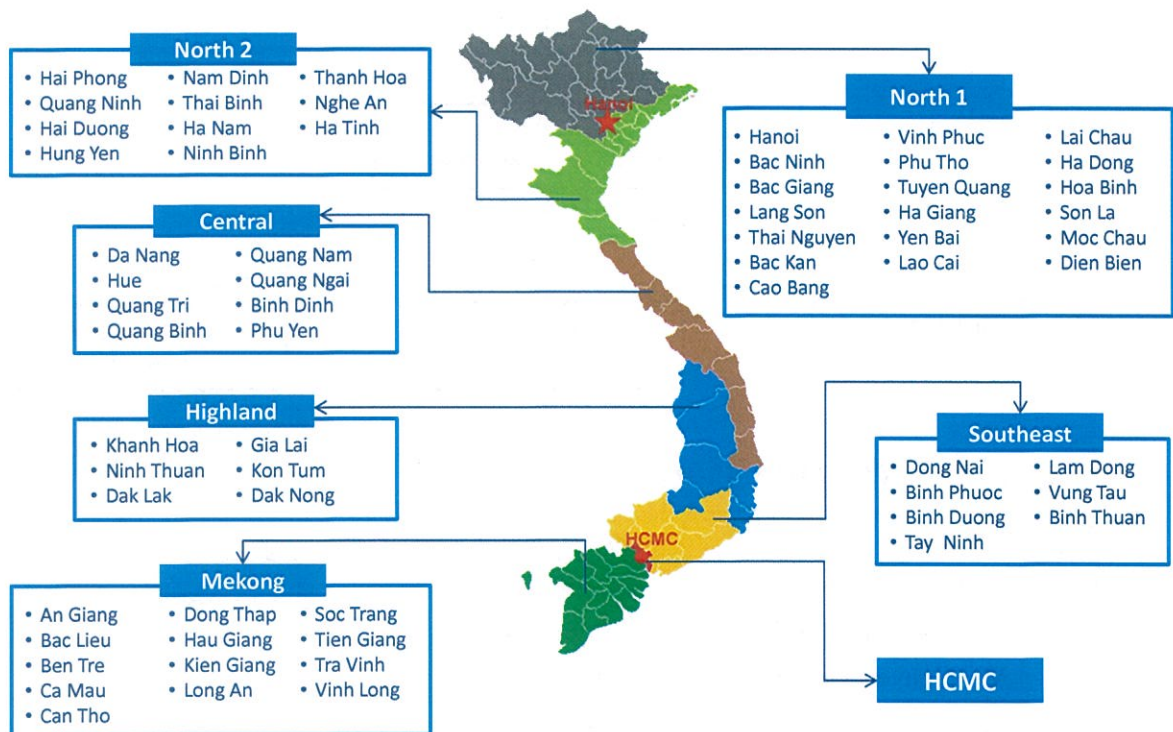 North 2
• Hai Phong
• Quang Ninh
• Hai Duong
• Hung Yen
• Nam Dinh
• Thai Binh
• Ha Nam
• Ninh Binh
• Thanh Hoa
• Nghe An
• Ha Tinh
Hanoi
North 1
• Hanoi
• Bac Ninh
• Bac Giang
• Lang Son
• Thai Nguyen
• Bac Kan
• Cao Bang
• Vinh Phuc
• Phu Tho
• Tuyen Quang
• Ha Giang
• Yen Bai
• Lao Cai
• Lai Chau
• Ha Dong
• Hoa Binh
• Son La
• Moc Chau
• Dien Bien
Central
• Da Nang
• Hue
• Quang Tri
• Quang Binh
• Quang Nam
• Quang Ngai
• Binh Dinh
• Phu Yen
Highland
• Khanh Hoa
• Ninh Thuan
• Dak Lak
• Gia Lai
• Kon Tum
• Dak Nong
Southeast
• Dong Nai
• Binh Phuoc
• Binh Duong
• Tay Ninh
• Lam Dong
• Vung Tau
• Binh Thuan
HCMC
Mekong
• An Giang
• Bac Lieu
• Ben Tre
• Ca Mau
• Can Tho
• Dong Thap
• Hau Giang
• Kien Giang
• Long An
• Soc Trang
• Tien Giang
• Tra Vinh
• Vinh Long
HCMC